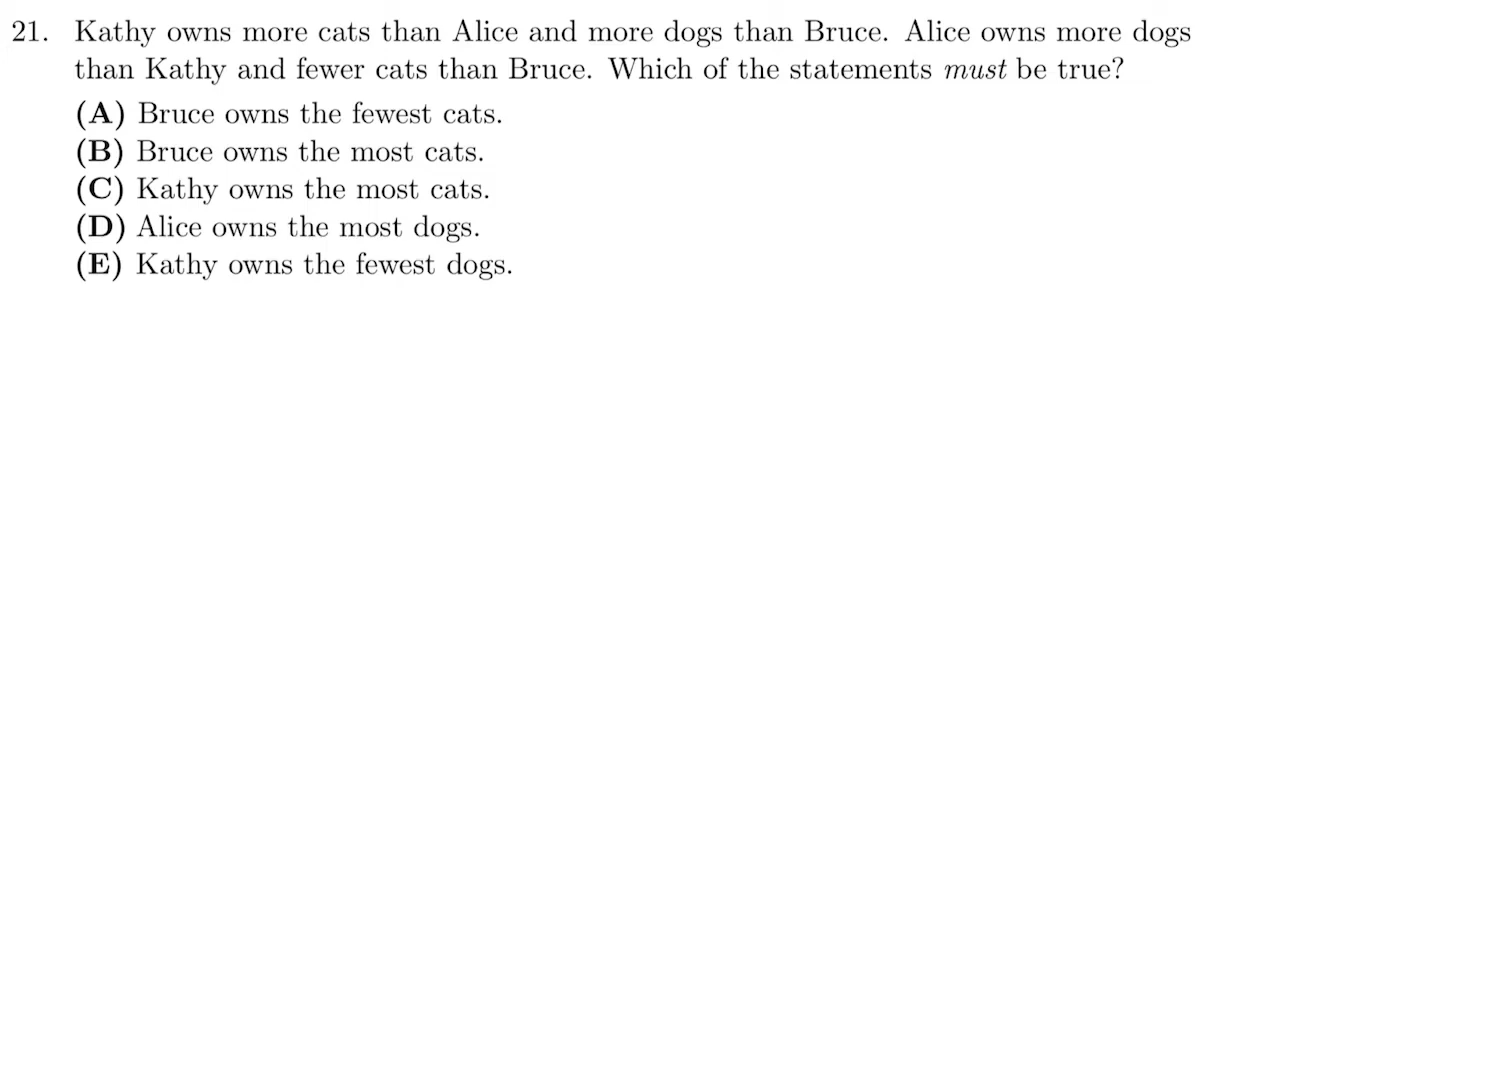 21. Kathy owns more cats than Alice and more dogs than Bruce. Alice owns more dogs
than Kathy and fewer cats than Bruce. Which of the statements must be true?
(A) Bruce owns the fewest cats.
(B) Bruce owns the most cats.
(C) Kathy owns the most cats.
(D) Alice owns the most dogs.
(E) Kathy owns the fewest dogs.